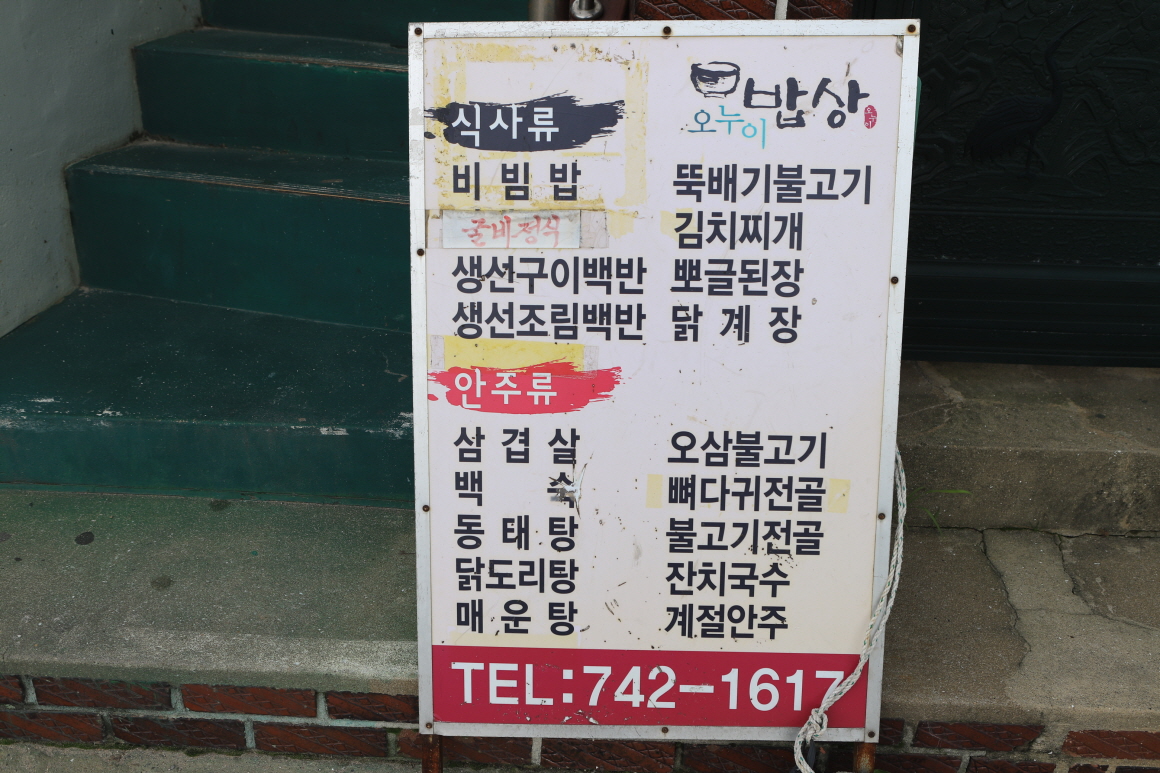 오누이 밥상
오누이
식사류
비빔밥 뚝배기불고기
굴비정식 김치찌개
생선구이백반 뽀글된장
생선조림백반 닭계장
안주류
삼겹살 오삼불고기
백숙 뼈다귀전골
동태탕 불고기전골
닭도리탕 잔치국수
매운탕 계절안주
TEL:742-1617